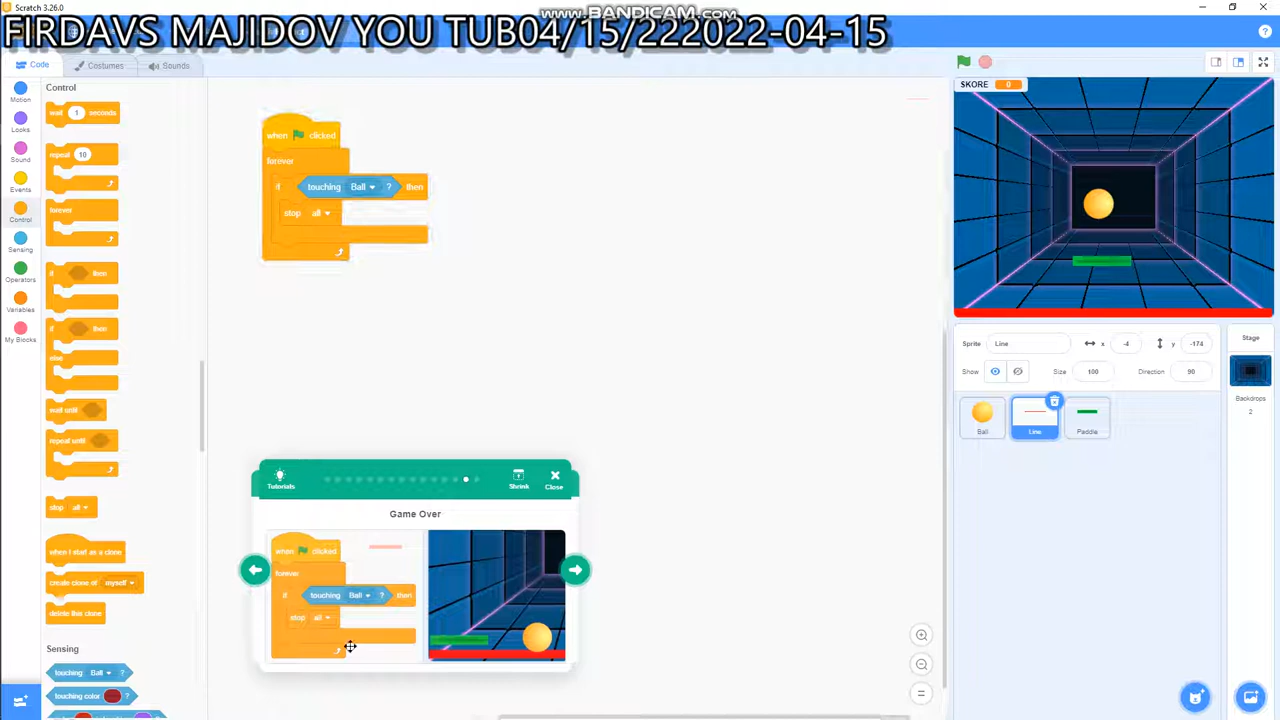 Scratch 3.26.0
www.BANDICAM.com
FIRDAVS MAJIDOV YOU TUB04/15/222022-04-15
Code
Costumes
Sounds
Motion
Looks
Sound
Events
Control
Sensing
Operators
Variables
My Blocks
Control
wait 1 seconds
repeat 10
forever
if then
if then
else
wait until
repeat until
stop all
when I start as a clone
create clone of myself
delete this clone
Sensing
touching Ball ?
touching color ?
when clicked
forever
if touching Ball ? then
stop all
Tutorials
Shrink
Close
Game Over
when clicked
forever
if touching Ball ? then
stop all
SKORE 0
Sprite Line x -4 y -174
Show Size 100 Direction 90
Ball
Line
Paddle
Stage
Backdrops
2